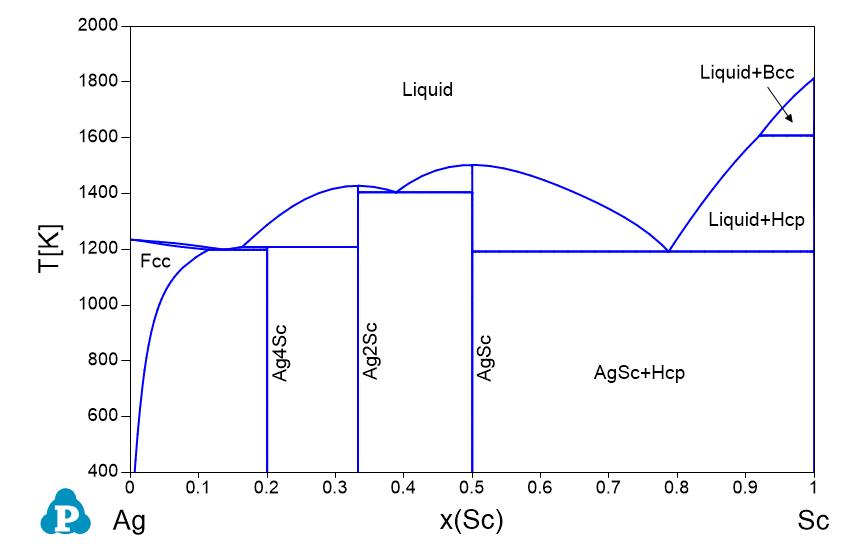 2000
Liquid+Bcc
1800
Liquid
1600
1400
T[K]
Liquid+Hcp
1200
Fcc
1000
800
Ag4Sc
Ag2Sc
AgSc
AgSc+Hcp
600
400
0 0.1 0.2 0.3 0.4 0.5 0.6 0.7 0.8 0.9 1
P
Ag x(Sc) Sc